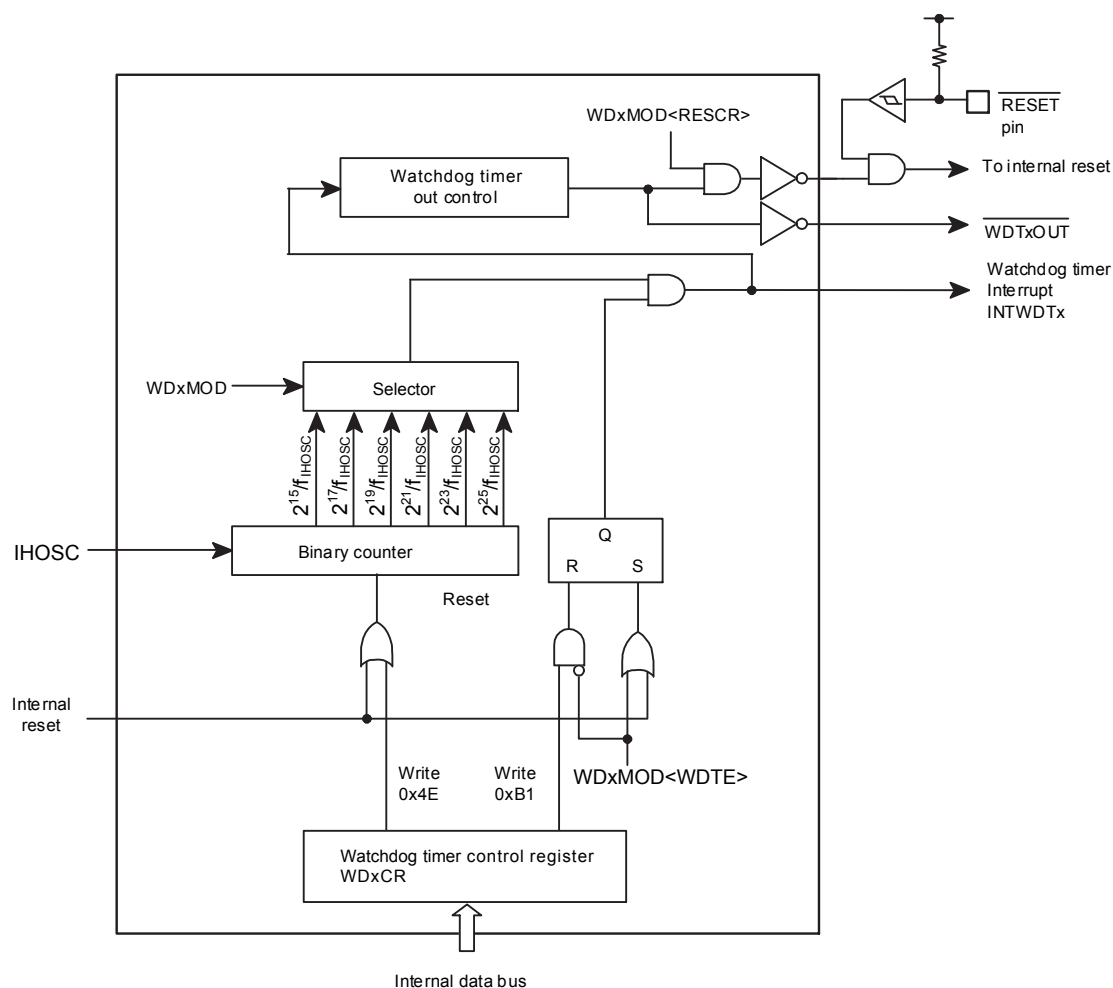 WDxMOD<RESCR>
RESET
pin
Watchdog timer
out control
To internal reset
WDTxOUT
Watchdog timer
Interrupt
INTWDTx
WDxMOD
Selector
2^15/fIHOSC
2^17/fIHOSC
2^19/fIHOSC
2^21/fIHOSC
2^23/fIHOSC
2^25/fIHOSC
IHOSC
Binary counter
Q
R S
Reset
Internal
reset
Write
0x4E
Write
0xB1
WDxMOD<WDTE>
Watchdog timer control register
WDxCR
Internal data bus